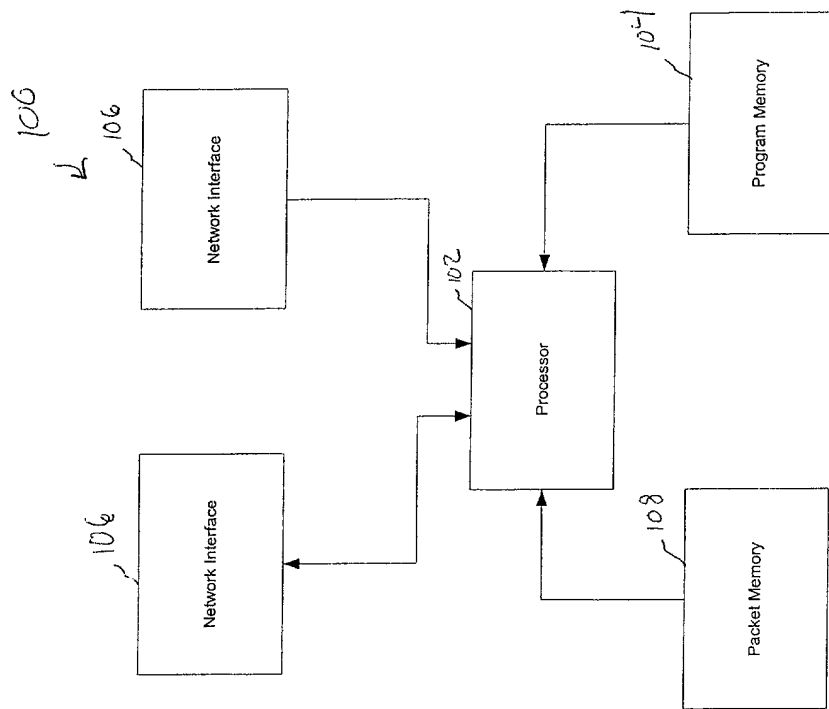 100
106
Network Interface
106
Network Interface
102
Processor
104
Program Memory
108
Packet Memory